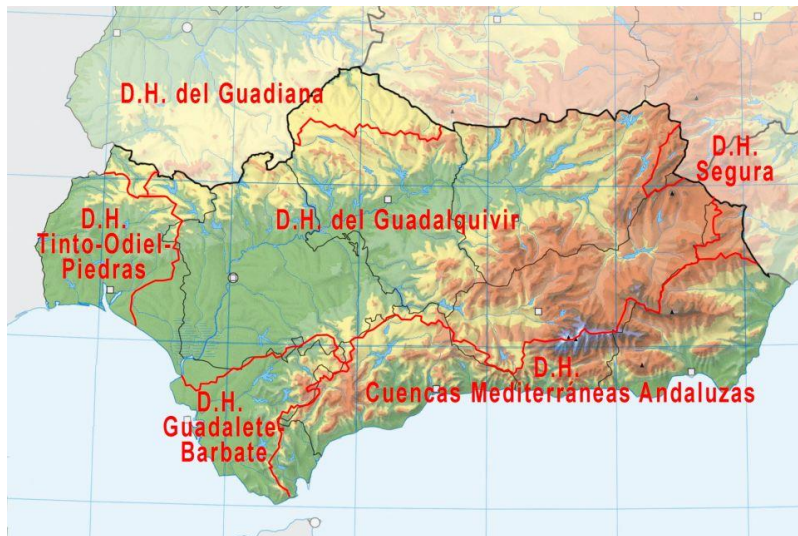 D.H. del Guadiana
D.H.
Segura
D.H.
Tinto-Odiel-
Piedras
D.H. del Guadalquivir
D.H.
Cuencas Mediterráneas Andaluzas
D.H.
Guadalete-
Barbate